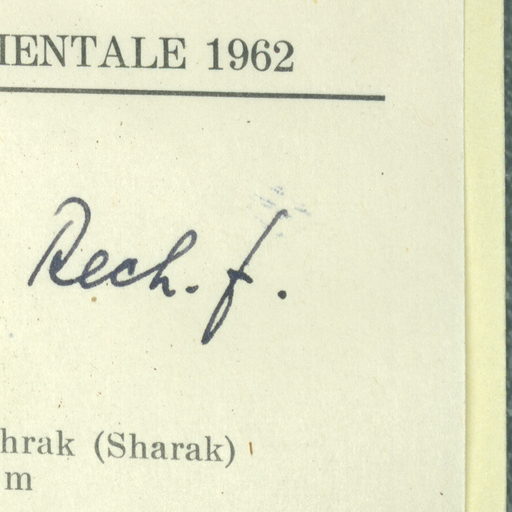 IENTALE 1962
Rech. f.
hrak (Sharak)
m